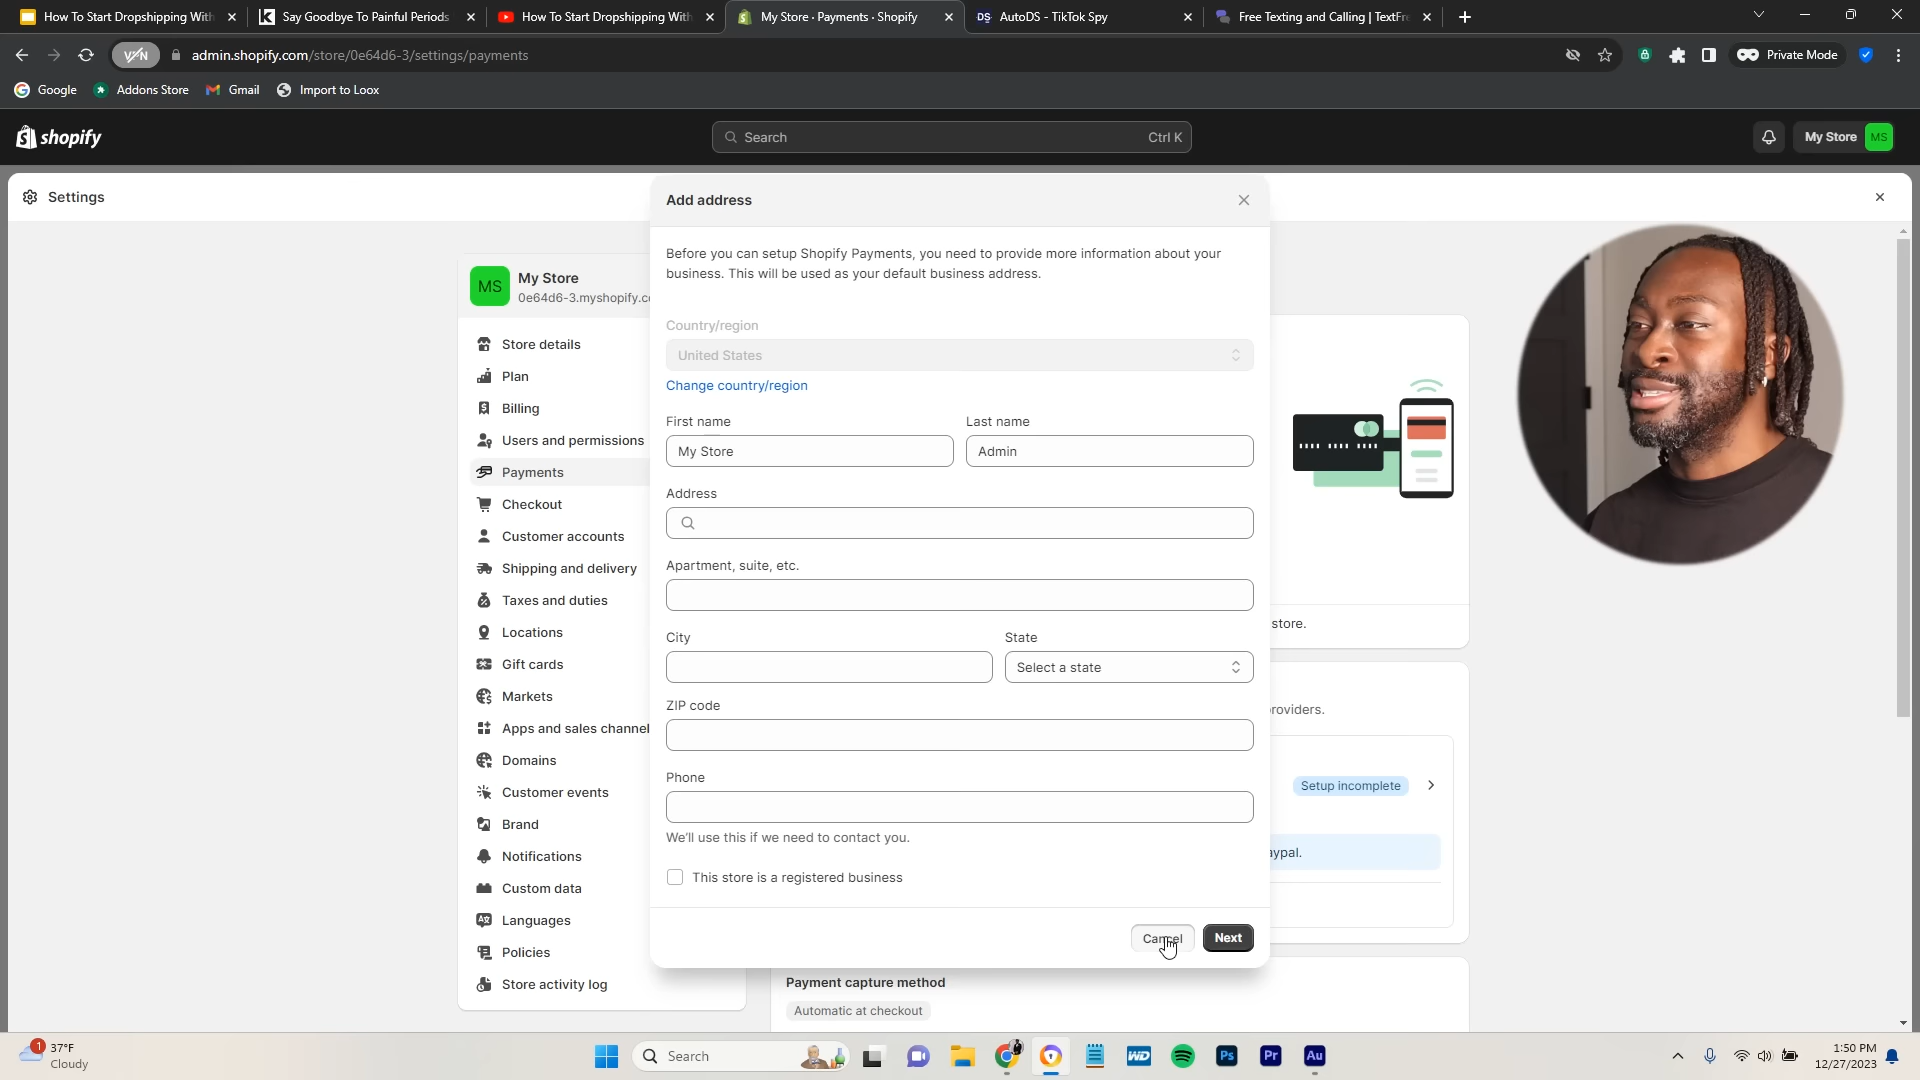 How To Start Dropshipping With
Say Goodbye To Painful Periods
How To Start Dropshipping With
My Store · Payments · Shopify
DS AutoDS - TikTok Spy
Free Texting and Calling | TextFre
VPN
admin.shopify.com/store/0e64d6-3/settings/payments
Private Mode
Google
Addons Store
Gmail
Import to Loox
shopify
Search
Ctrl K
My Store
MS
Settings
MS
My Store
0e64d6-3.myshopify.co
Store details
Plan
Billing
Users and permissions
Payments
Checkout
Customer accounts
Shipping and delivery
Taxes and duties
Locations
Gift cards
Markets
Apps and sales channel
Domains
Customer events
Brand
Notifications
Custom data
Languages
Policies
Store activity log
Add address
Before you can setup Shopify Payments, you need to provide more information about your
business. This will be used as your default business address.
Country/region
United States
Change country/region
First name
Last name
My Store
Admin
Address
Apartment, suite, etc.
City
State
Select a state
ZIP code
Phone
We'll use this if we need to contact you.
This store is a registered business
Cancel
Next
store.
roviders.
Setup incomplete
aypal.
Payment capture method
Automatic at checkout
1
37°F
Cloudy
Search
WD
Ps
Pr
Au
1:50 PM
12/27/2023